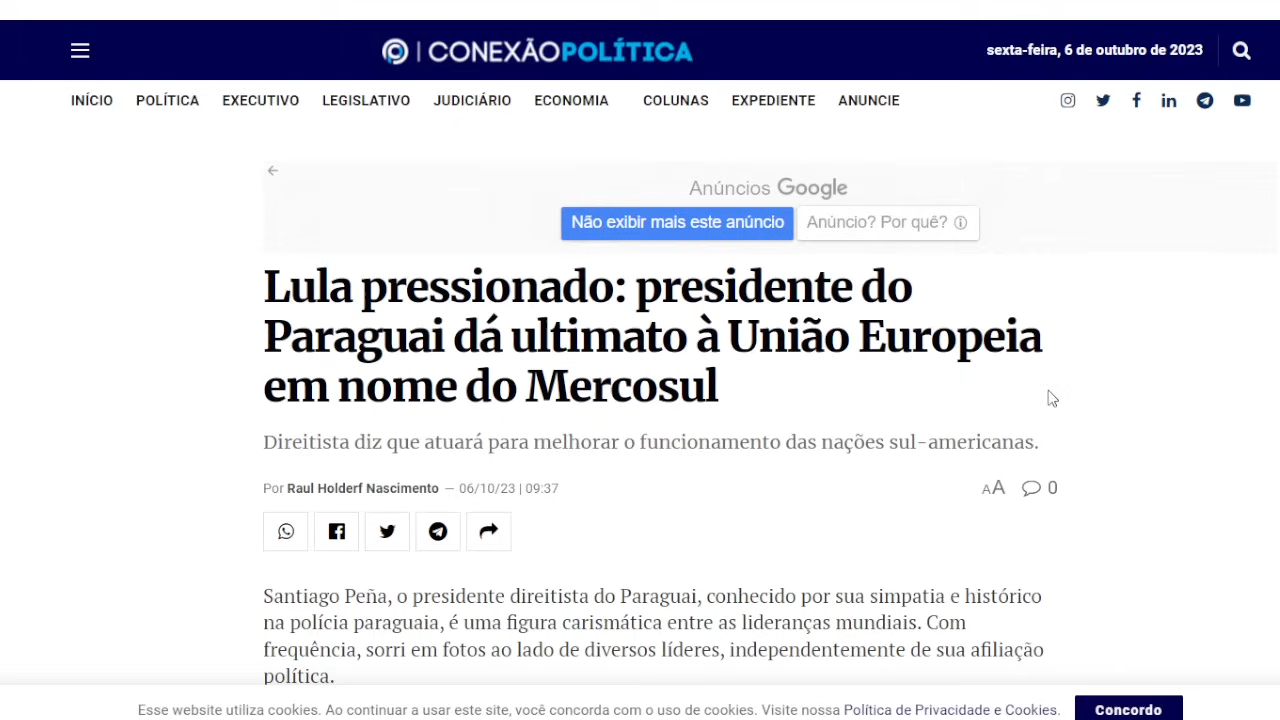 CONEXÃOPOLÍTICA
sexta-feira, 6 de outubro de 2023
INÍCIO POLÍTICA EXECUTIVO LEGISLATIVO JUDICIÁRIO ECONOMIA COLUNAS EXPEDIENTE ANUNCIE
Anúncios Google
Não exibir mais este anúncio Anúncio? Por quê?
Lula pressionado: presidente do
Paraguai dá ultimato à União Europeia
em nome do Mercosul
Direitista diz que atuará para melhorar o funcionamento das nações sul-americanas.
Por Raul Holderf Nascimento — 06/10/23 | 09:37
AA 0
Santiago Peña, o presidente direitista do Paraguai, conhecido por sua simpatia e histórico
na polícia paraguaia, é uma figura carismática entre as lideranças mundiais. Com
frequência, sorri em fotos ao lado de diversos líderes, independentemente de sua afiliação
política.
Esse website utiliza cookies. Ao continuar a usar este site, você concorda com o uso de cookies. Visite nossa Política de Privacidade e Cookies.
Concordo